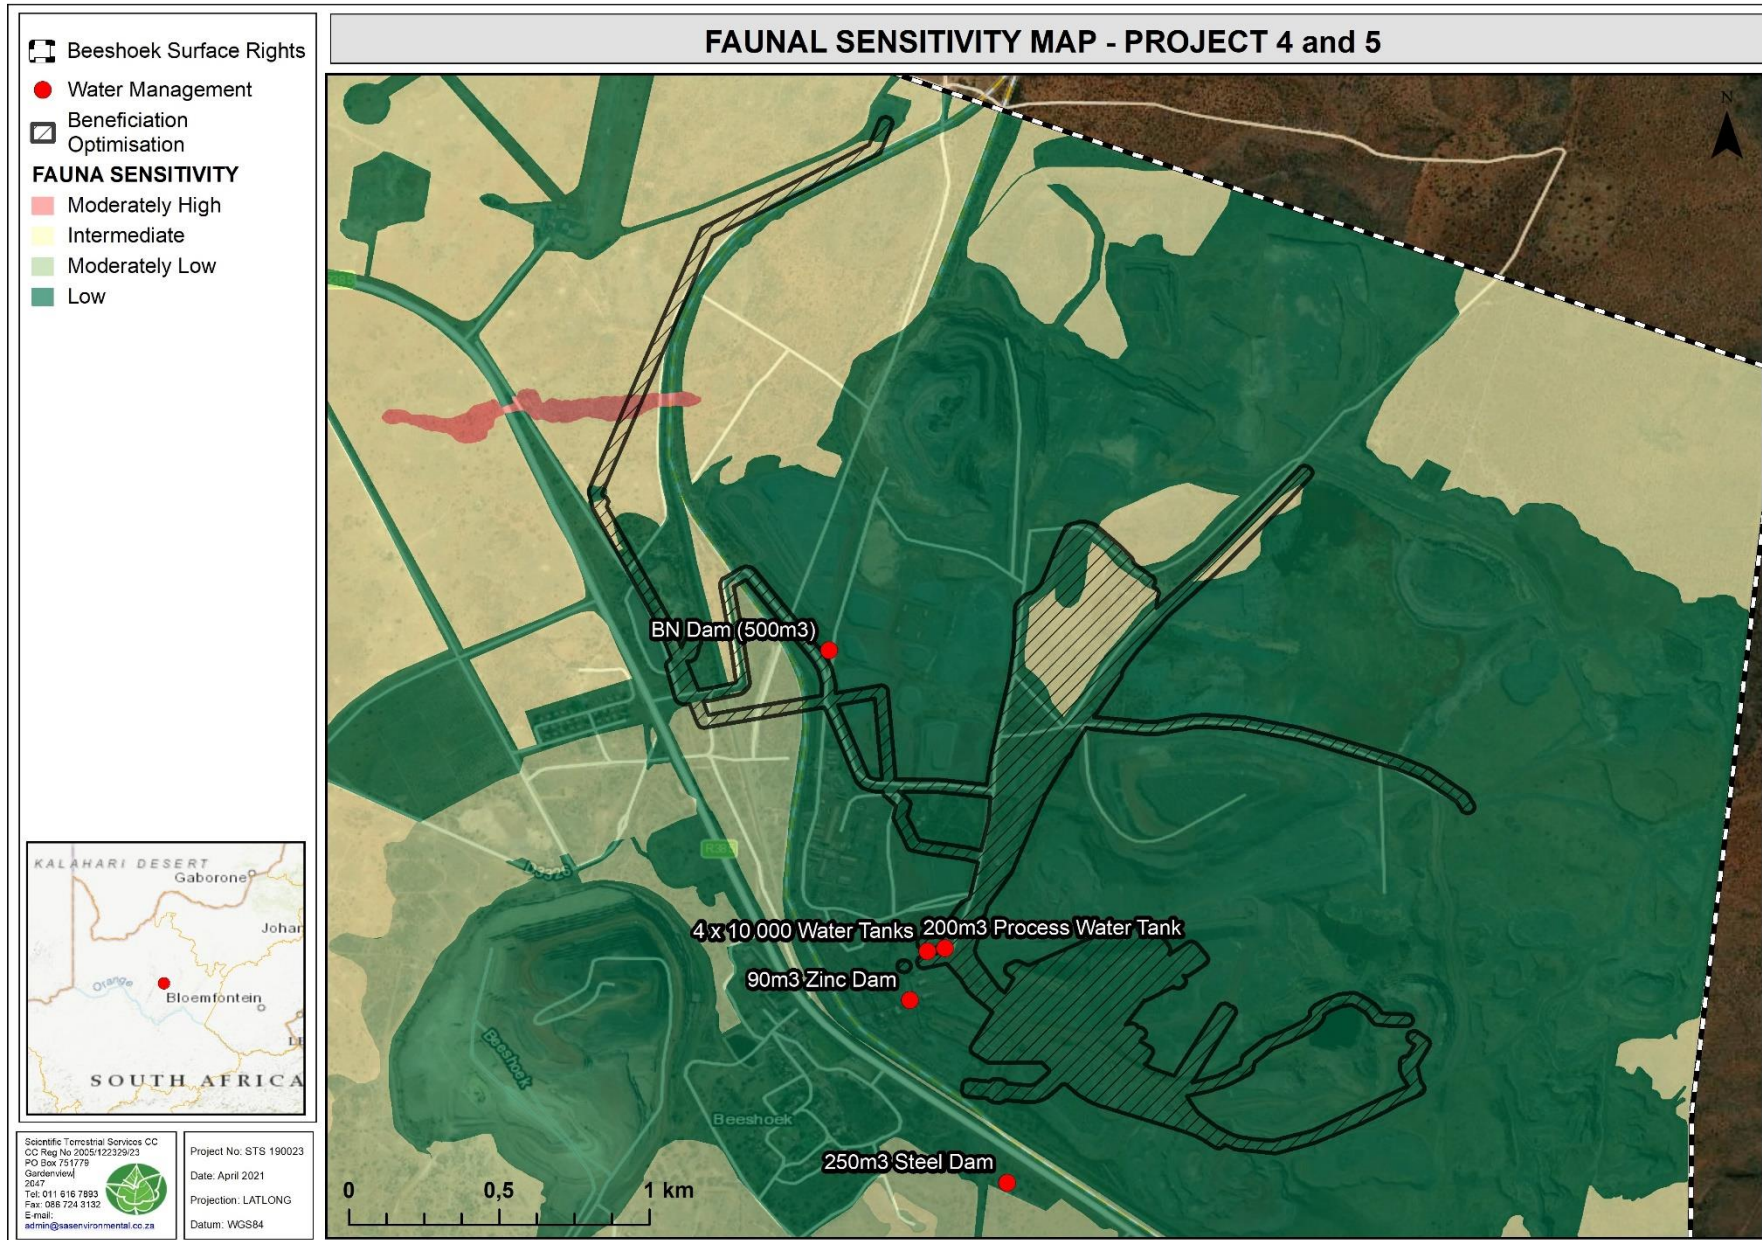 FAUNAL SENSITIVITY MAP - PROJECT 4 and 5
Beeshoek Surface Rights
Water Management
Beneficiation
Optimisation
FAUNA SENSITIVITY
Moderately High
Intermediate
Moderately Low
Low
N
BN Dam (500m3)
D3326
4 x 10 000 Water Tanks
200m3 Process Water Tank
90m3 Zinc Dam
Beeshoek
Beeshoek
250m3 Steel Dam
0 0,5 1 km
KALAHARI DESERT
Gaborone
Johan
Orange
Bloemfontein
SOUTH AFRICA
Scientific Terrestrial Services CC
CC Reg No 2005/122329/23
PO Box 751779
Gardenview
2047
Tel: 011 616 7893
Fax: 086 724 3132
E-mail:
admin@sasenvironmental.co.za
Project No: STS 190023
Date: April 2021
Projection: LATLONG
Datum: WGS84